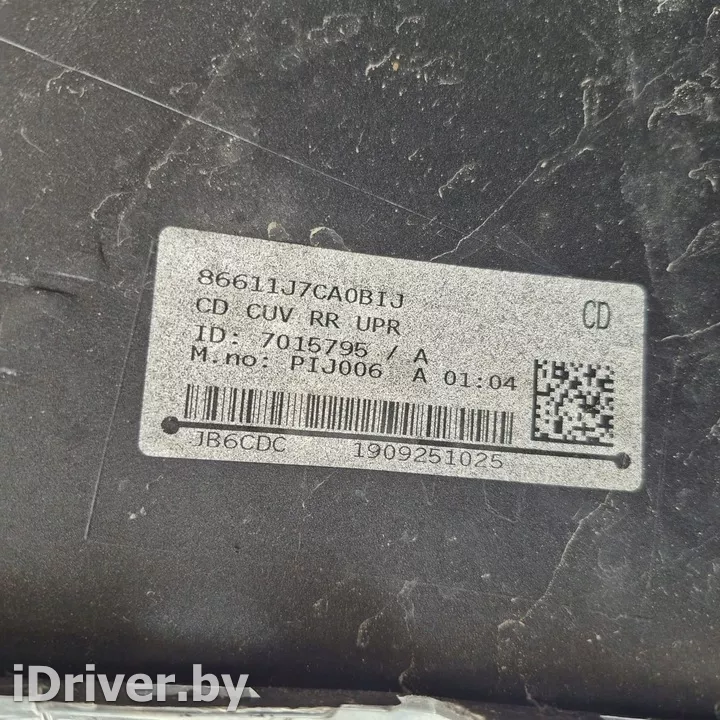 86611J7CA0BIJ
CD CUV RR UPR
CD
ID: 7015795 / A
M.no: PIJ006 A 01:04
JB6CDC 1909251025
iDriver.by